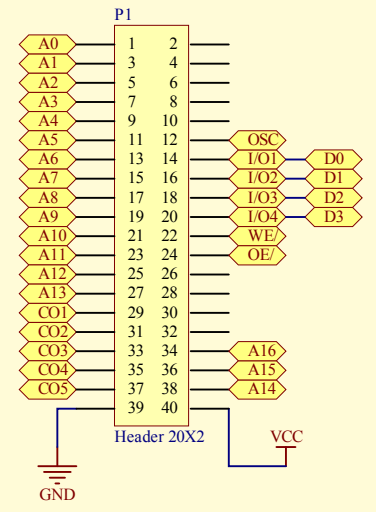 P1
A0 1 2
A1 3 4
A2 5 6
A3 7 8
A4 9 10
A5 11 12 OSC
A6 13 14 I/O1 D0
A7 15 16 I/O2 D1
A8 17 18 I/O3 D2
A9 19 20 I/O4 D3
A10 21 22 WE/
A11 23 24 OE/
A12 25 26
A13 27 28
CO1 29 30
CO2 31 32
CO3 33 34 A16
CO4 35 36 A15
CO5 37 38 A14
39 40
Header 20X2 VCC
GND